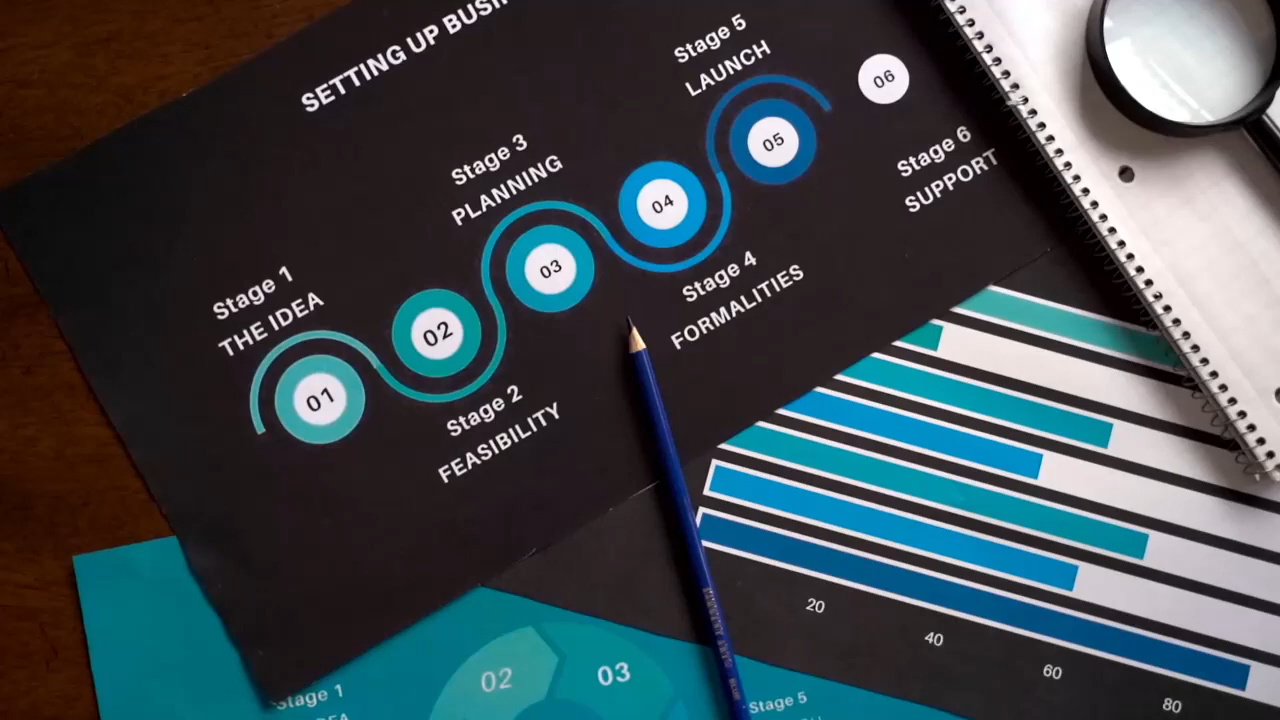 SETTING UP
Stage 1
THE IDEA
01
02
Stage 2
FEASIBILITY
Stage 3
PLANNING
03
04
Stage 4
FORMALITIES
Stage 5
LAUNCH
05
06
Stage 6
SUPPORT
20
40
60
80
02
03
Stage 1
Stage 5